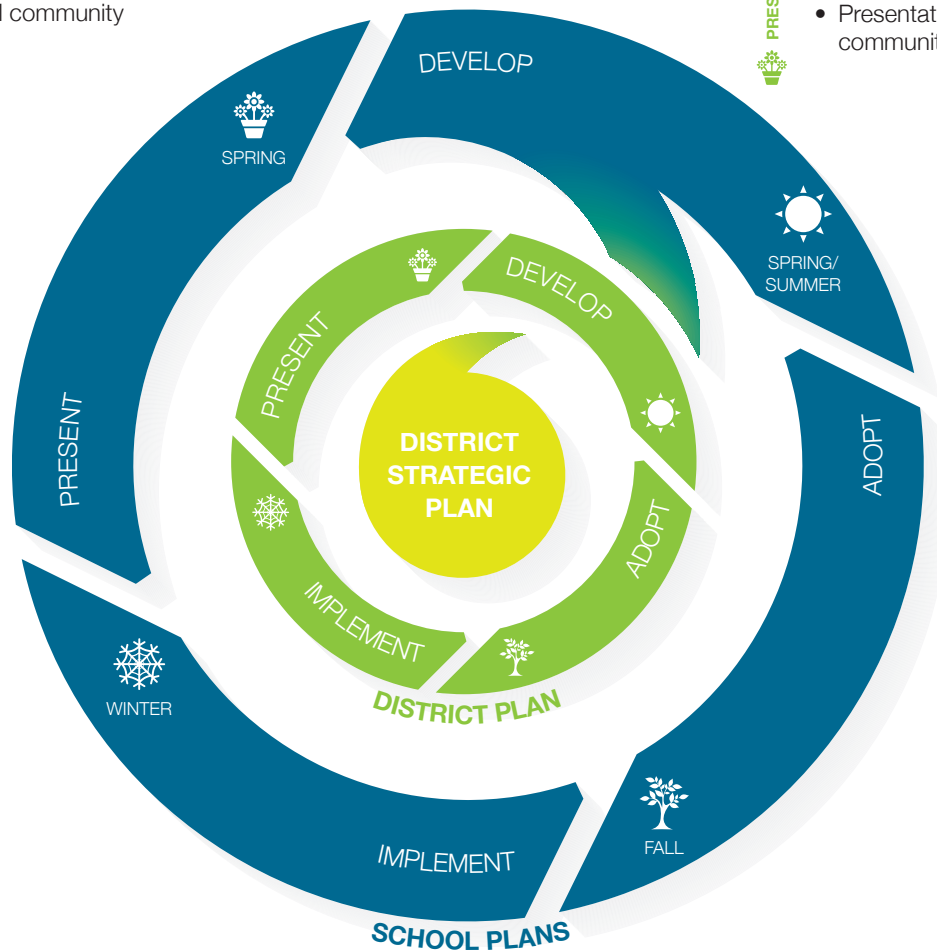 community
PRES
• Presentat
communit
DEVELOP
SPRING
SPRING/
SUMMER
PRESENT
ADOPT
DEVELOP
PRESENT
DISTRICT
STRATEGIC
PLAN
ADOPT
IMPLEMENT
DISTRICT PLAN
WINTER
FALL
IMPLEMENT
SCHOOL PLANS